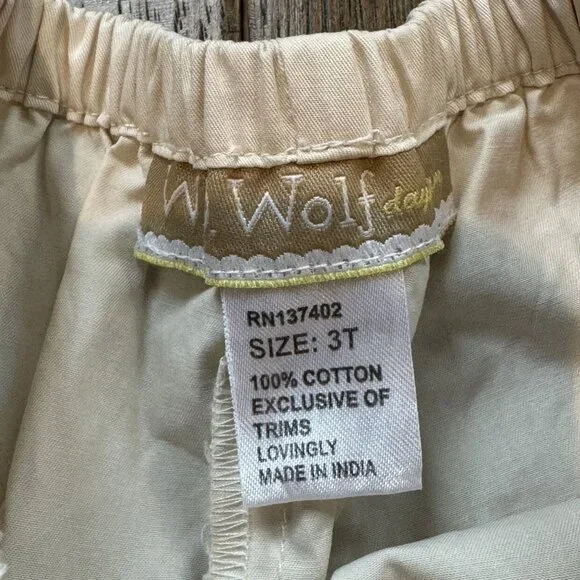 W. Wolf
RN137402
SIZE: 3T
100% COTTON
EXCLUSIVE OF
TRIMS
LOVINGLY
MADE IN INDIA